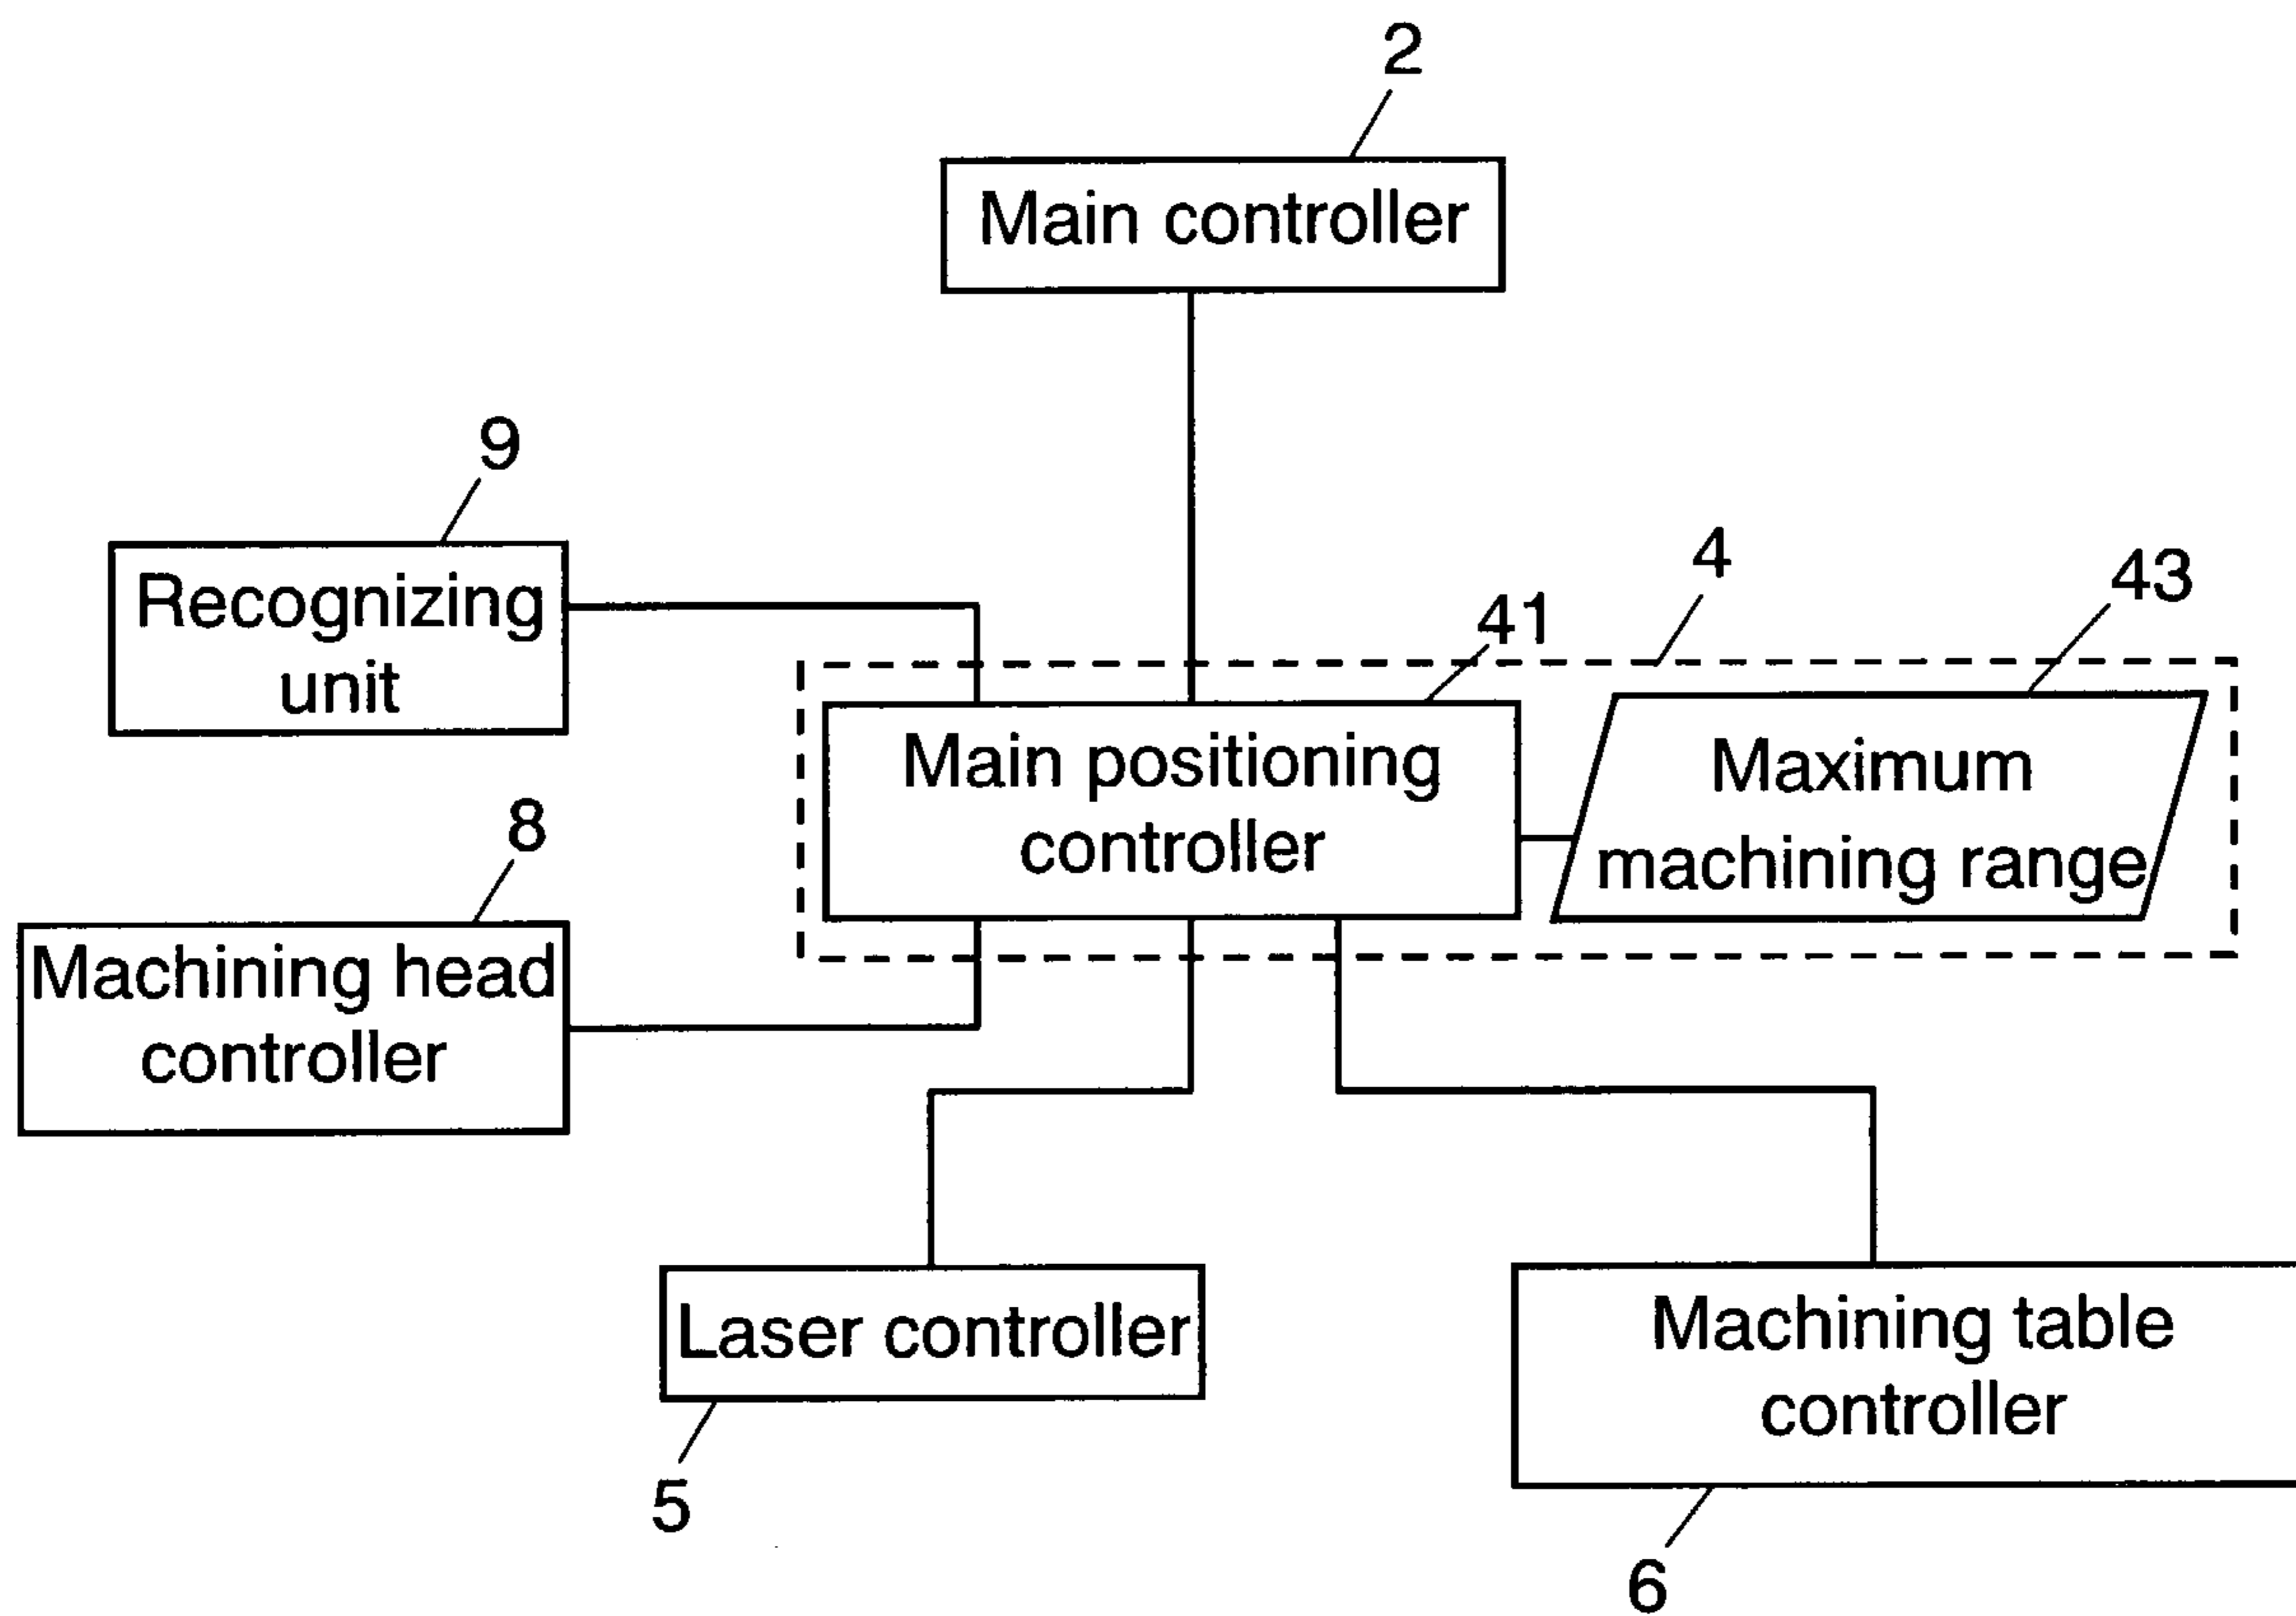 2
Main controller
9
Recognizing
unit
4
43
41
Main positioning
controller
Maximum
machining range
8
Machining head
controller
Laser controller
5
Machining table
controller
6